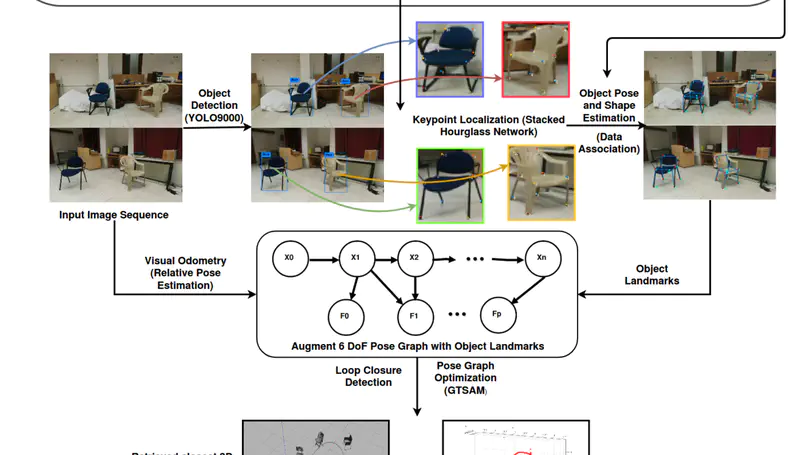 Object
Detection
(YOLO9000)
Keypoint Localization (Stacked
Hourglass Network)
Object Pose
and Shape
Estimation
(Data
Association)
Input Image Sequence
Visual Odometry
(Relative Pose
Estimation)
X0
X1
X2
•••
Xn
F0
F1
•••
Fp
Augment 6 DoF Pose Graph with Object Landmarks
Object
Landmarks
Loop Closure
Detection
Pose Graph
Optimization
(GTSAM)